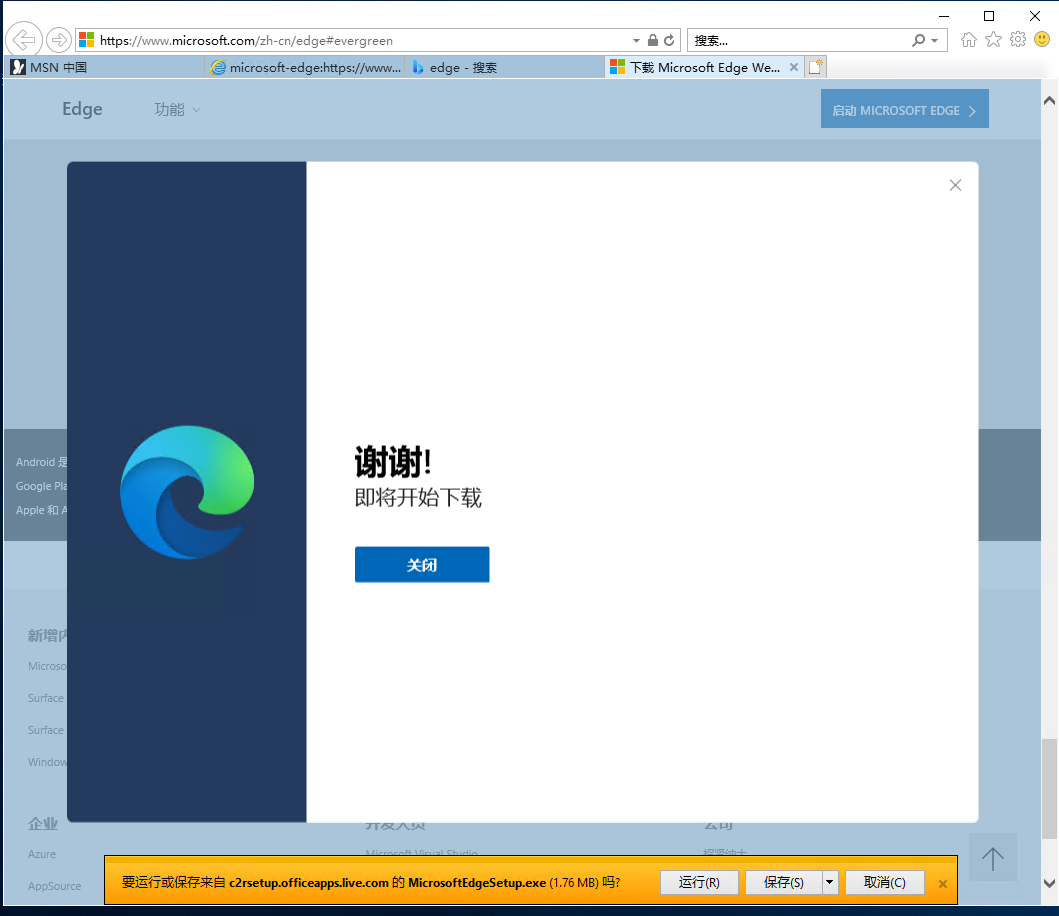 https://www.microsoft.com/zh-cn/edge#evergreen
搜索...
MSN 中国
microsoft-edge:https://www...
edge - 搜索
下载 Microsoft Edge We...
Edge
功能
启动 MICROSOFT EDGE
谢谢!
即将开始下载
关闭
Android 是
Google Pla
Apple 和 A
新增内
Microso
Surface
Surface
Window
企业
开发人员
公司
Azure
Microsoft Visual Studio
AppSource
要运行或保存来自 c2rsetup.officeapps.live.com 的 MicrosoftEdgeSetup.exe (1.76 MB) 吗?
运行(R)
保存(S)
取消(C)